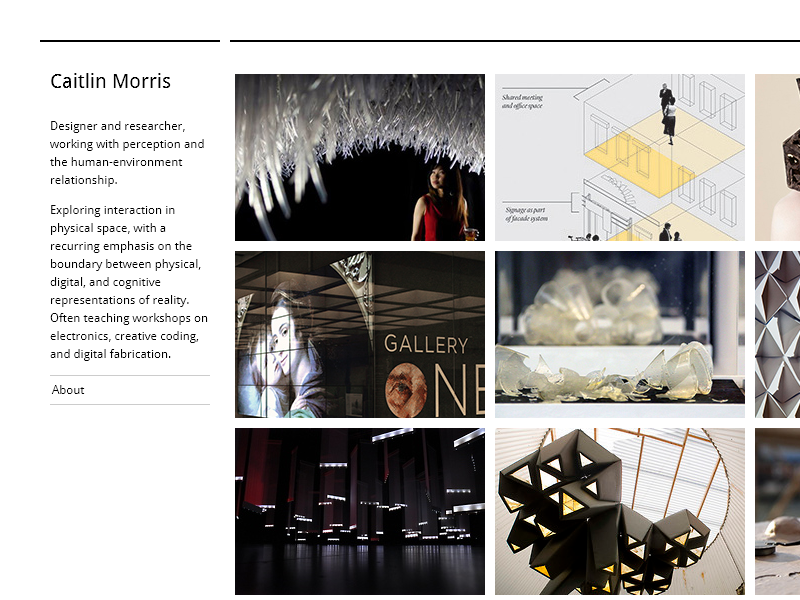 Caitlin Morris
Designer and researcher,
working with perception and
the human-environment
relationship.
Exploring interaction in
physical space, with a
recurring emphasis on the
boundary between physical,
digital, and cognitive
representations of reality.
Often teaching workshops on
electronics, creative coding,
and digital fabrication.
About
Shared meeting
and office space
Signage as part
of facade system
GALLERY
ONE